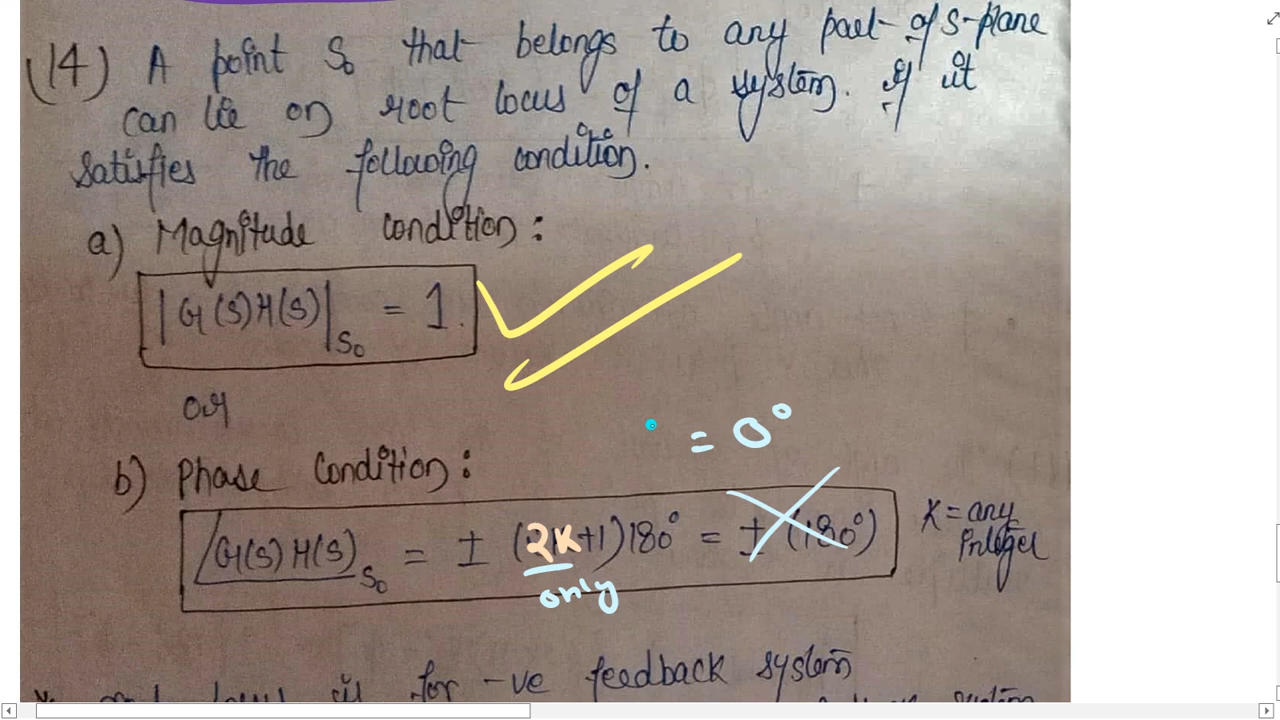 (14) A point S₀ that belongs to any part of s-plane
can lie on root locus of a system. if it
satisfies the following condition.
a) Magnitude condition:
|G(S)H(S)|S₀ = 1.
or
= 0°
b) Phase Condition:
/G(S)H(S) S₀ = ± (2K+1)180° = ± (180°)
K = any
integer
only
for -ve feedback system